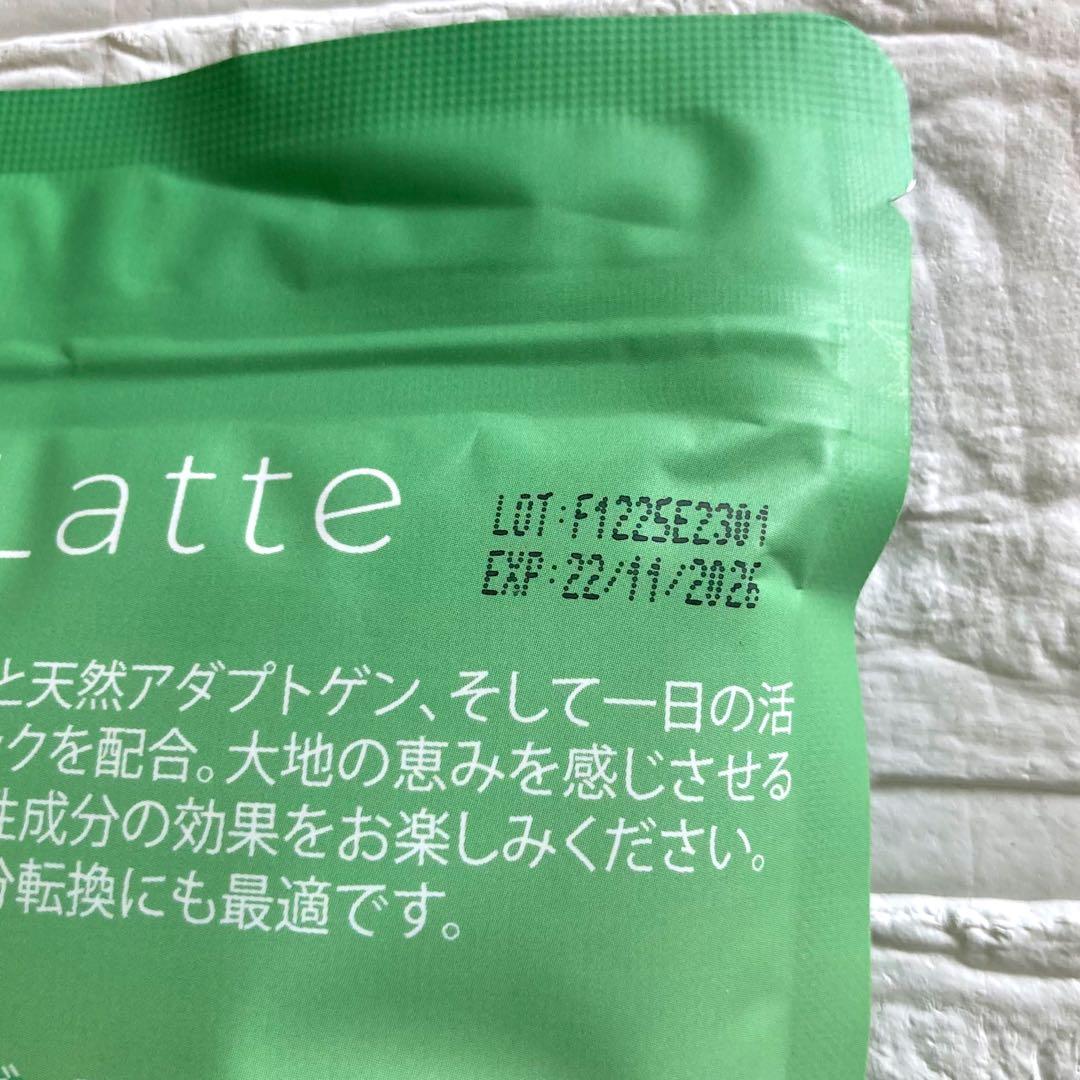 Latte
LOT:F1225E2301
EXP:22/11/2026
と天然アダプトゲン、そして一日の活
ックを配合。大地の恵みを感じさせる
性成分の効果をお楽しみください。
分転換にも最適です。